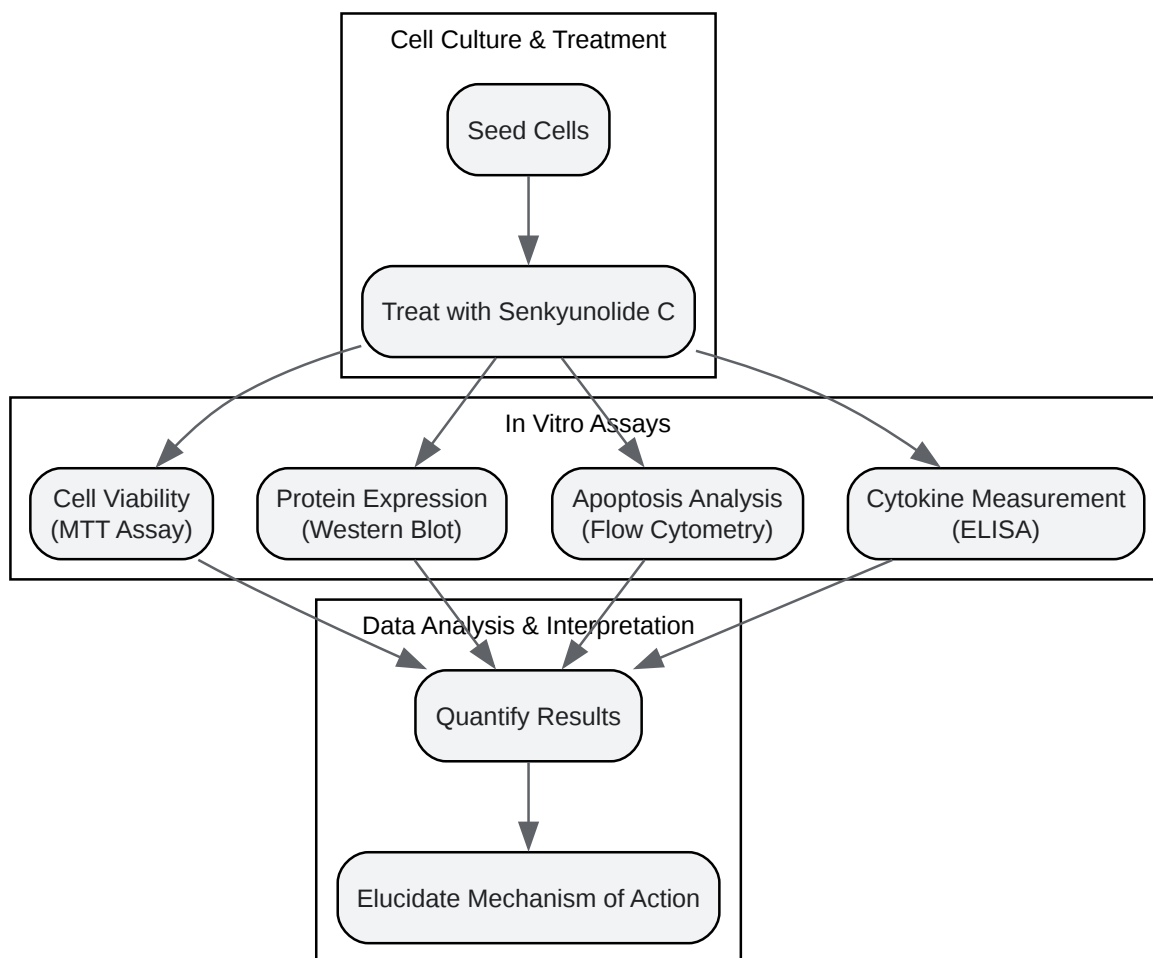 Cell Culture & Treatment
Seed Cells
Treat with Senkyunolide C
In Vitro Assays
Cell Viability
(MTT Assay)
Protein Expression
(Western Blot)
Apoptosis Analysis
(Flow Cytometry)
Cytokine Measurement
(ELISA)
Data Analysis & Interpretation
Quantify Results
Elucidate Mechanism of Action